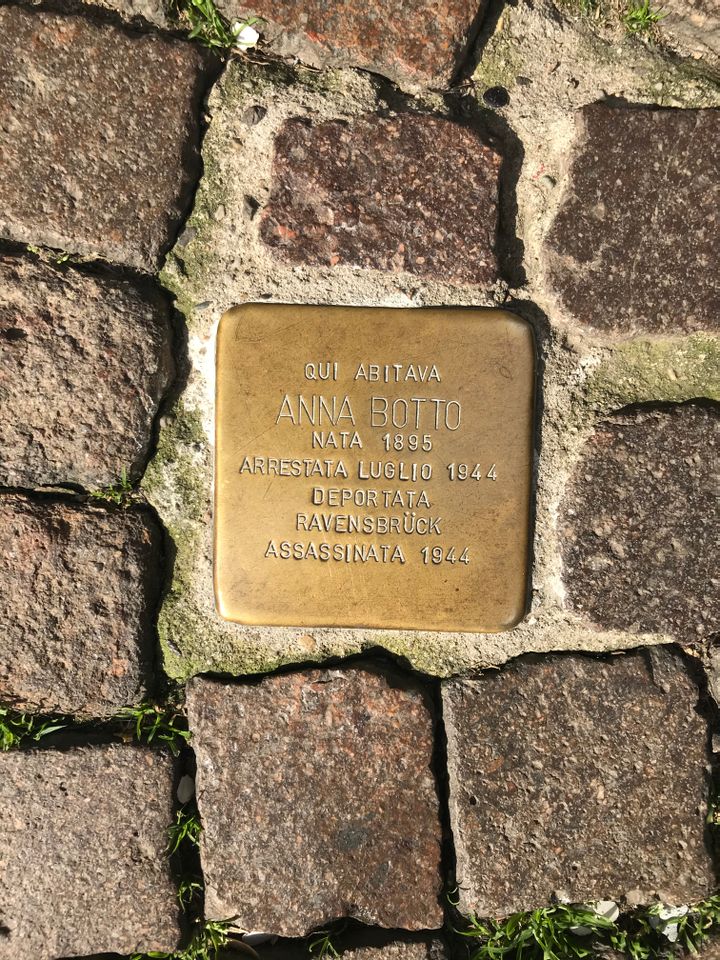 QUI ABITAVA
ANNA BOTTO
NATA 1895
ARRESTATA LUGLIO 1944
DEPORTATA
RAVENSBRÜCK
ASSASSINATA 1944